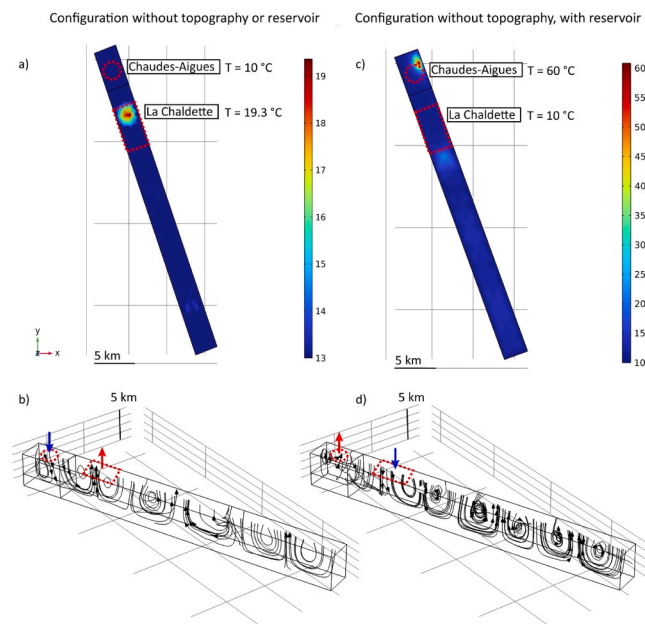 Configuration without topography or reservoir
Configuration without topography, with reservoir
a)
Chaudes-Aigues T = 10 °C
La Chaldette T = 19.3 °C
19
18
17
16
15
14
13
y
z x
5 km
c)
Chaudes-Aigues T = 60 °C
La Chaldette T = 10 °C
60
55
50
45
40
35
30
25
20
15
10
5 km
b)
5 km
d)
5 km